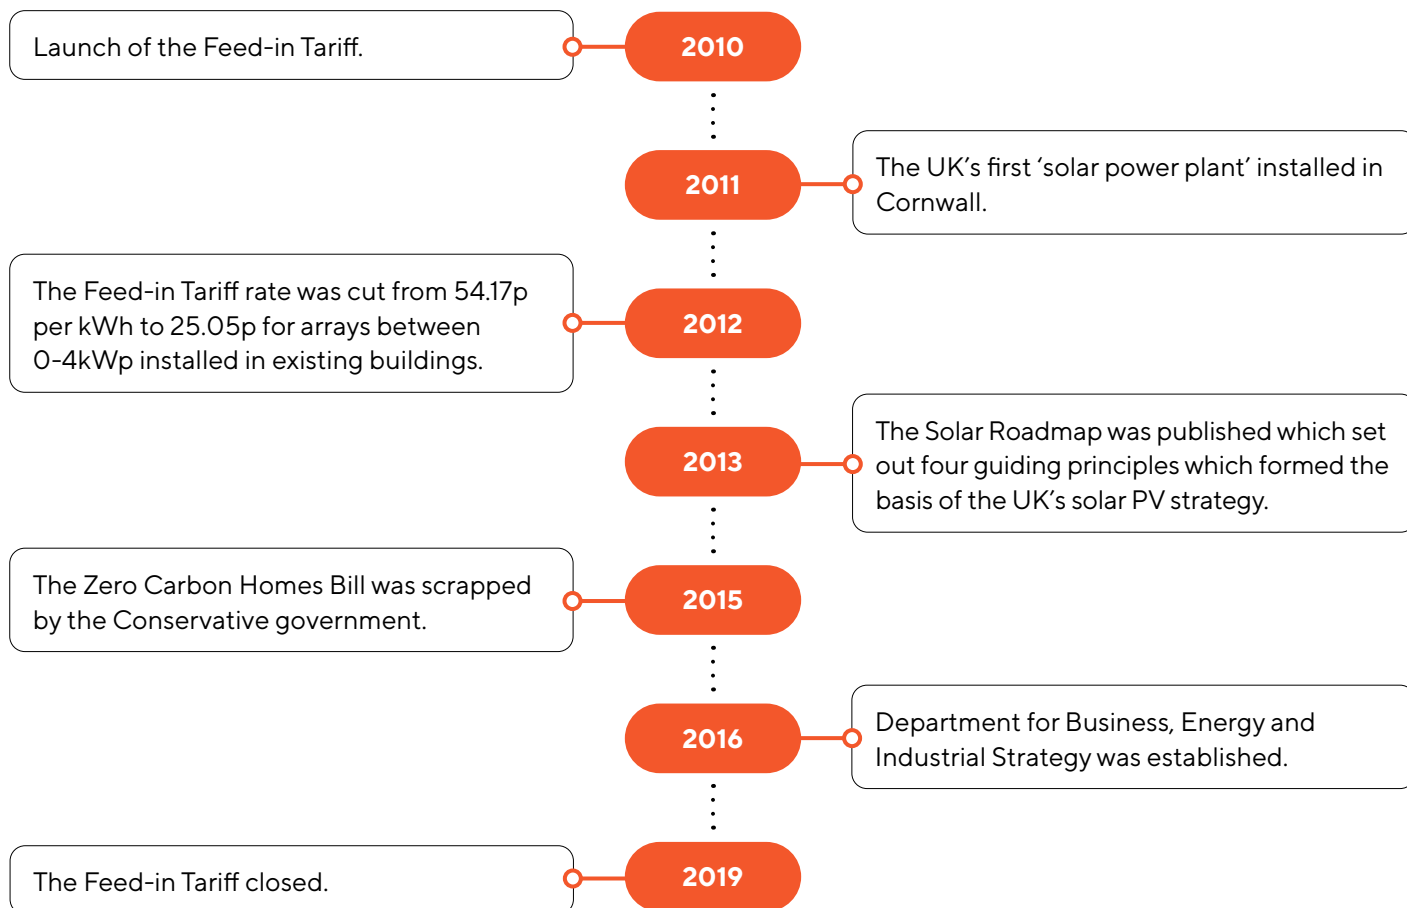 Launch of the Feed-in Tariff.
2010
2011
The UK’s first ‘solar power plant’ installed in
Cornwall.
The Feed-in Tariff rate was cut from 54.17p
per kWh to 25.05p for arrays between
0-4kWp installed in existing buildings.
2012
2013
The Solar Roadmap was published which set
out four guiding principles which formed the
basis of the UK’s solar PV strategy.
The Zero Carbon Homes Bill was scrapped
by the Conservative government.
2015
2016
Department for Business, Energy and
Industrial Strategy was established.
The Feed-in Tariff closed.
2019